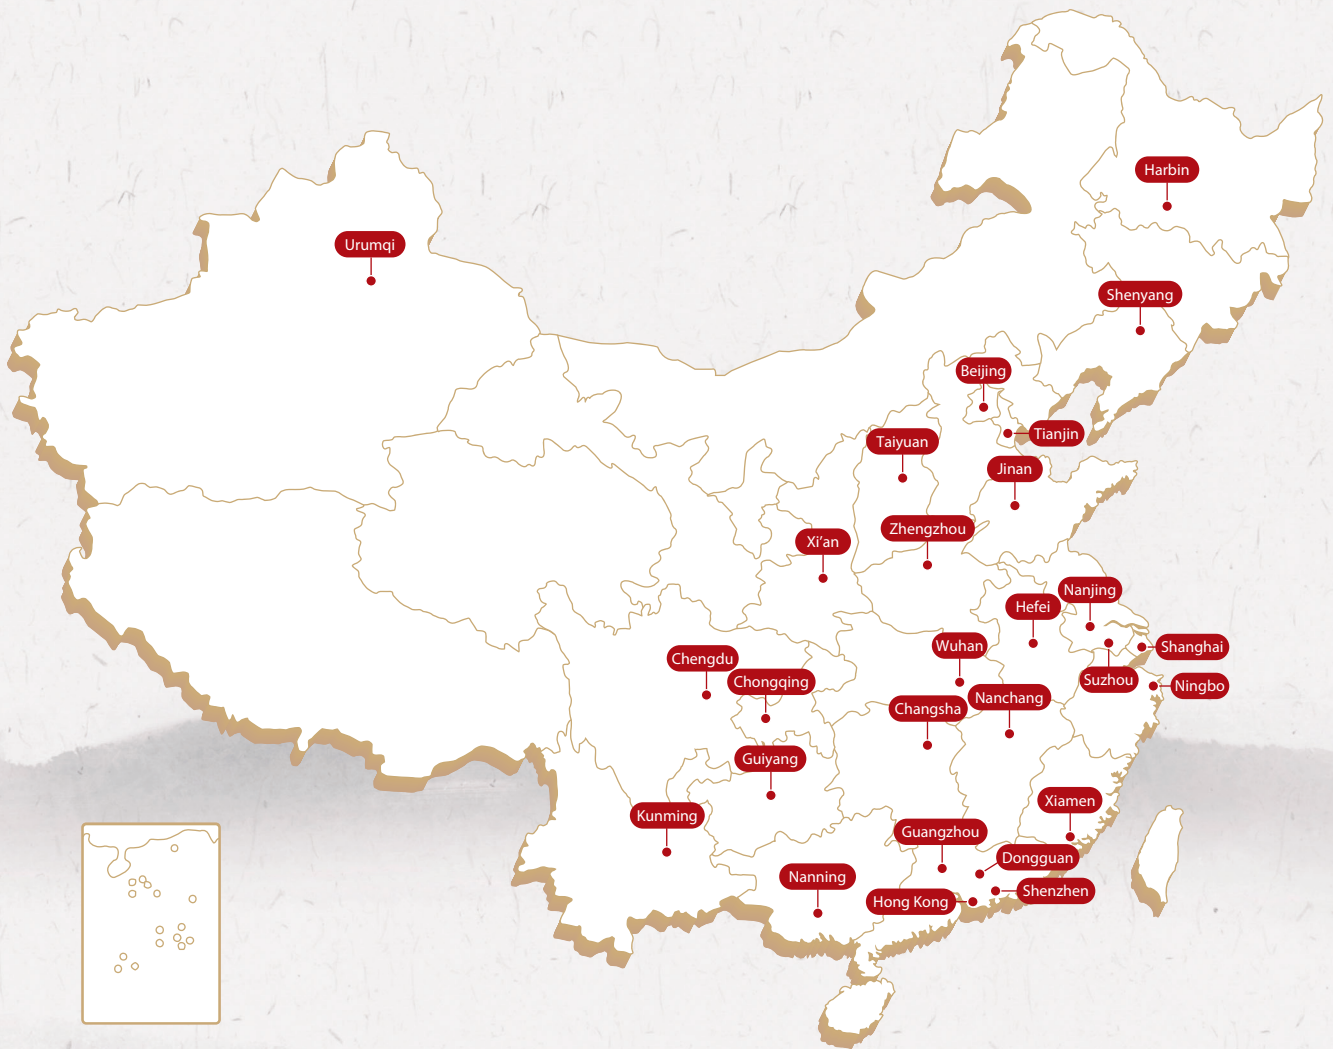 Harbin
Urumqi
Shenyang
Beijing
Tianjin
Taiyuan
Jinan
Zhengzhou
Xi'an
Nanjing
Hefei
Wuhan
Shanghai
Chengdu
Chongqing
Suzhou
Ningbo
Nanchang
Changsha
Guiyang
Xiamen
Kunming
Guangzhou
Dongguan
Nanning
Shenzhen
Hong Kong